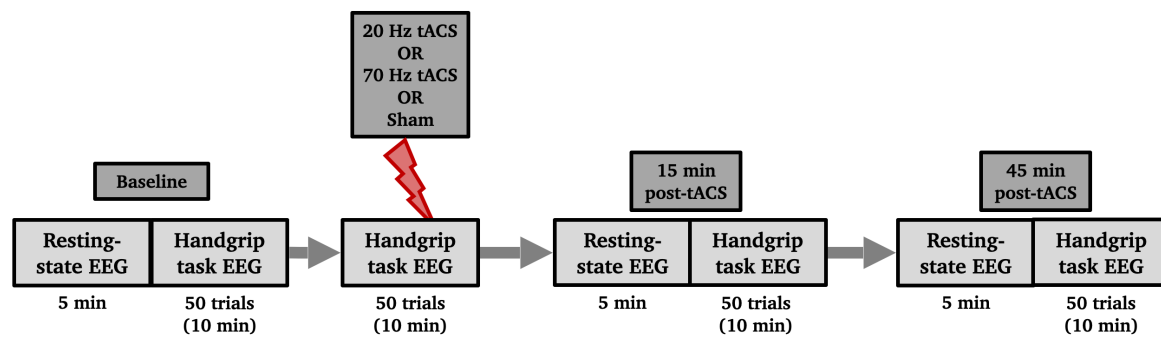 20 Hz tACS
OR
70 Hz tACS
OR
Sham
Baseline
15 min
post-tACS
45 min
post-tACS
Resting-
state EEG
Handgrip
task EEG
Handgrip
task EEG
Resting-
state EEG
Handgrip
task EEG
Resting-
state EEG
Handgrip
task EEG
5 min
50 trials
(10 min)
50 trials
(10 min)
5 min
50 trials
(10 min)
5 min
50 trials
(10 min)